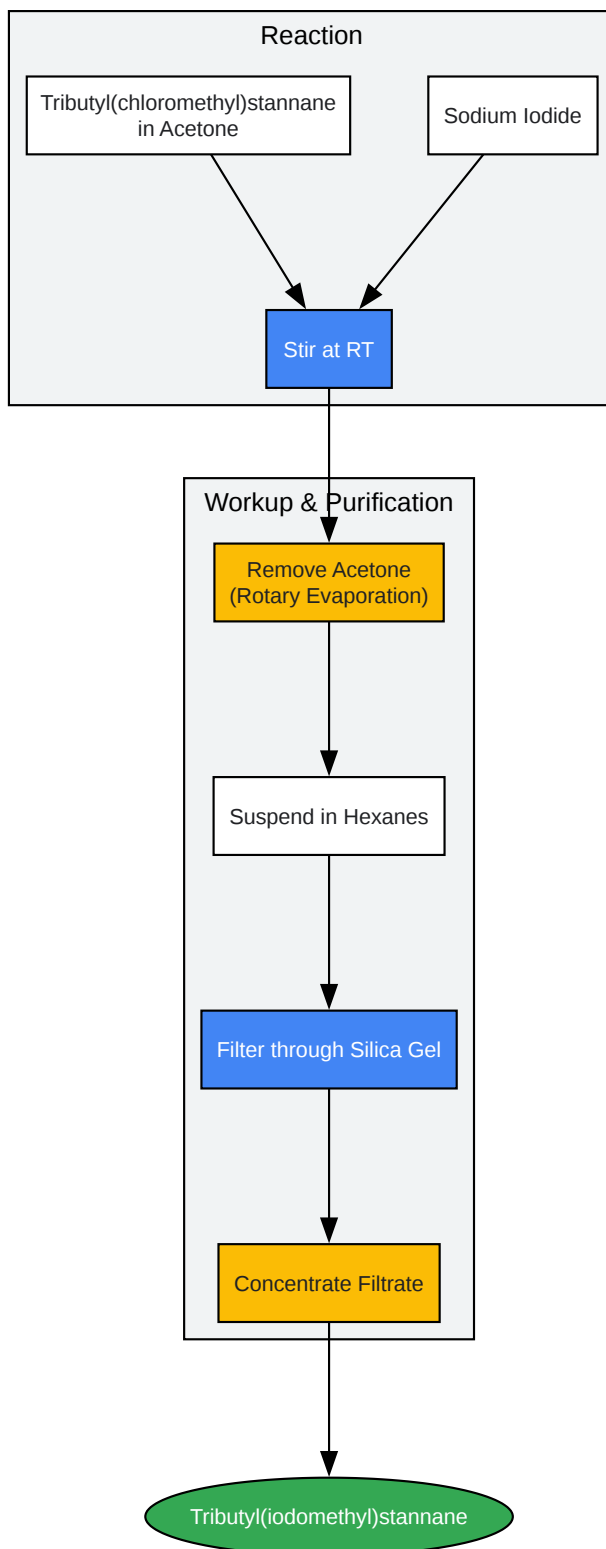 Reaction
Tributyl(chloromethyl)stannane
in Acetone
Sodium Iodide
Stir at RT
Workup & Purification
Remove Acetone
(Rotary Evaporation)
Suspend in Hexanes
Filter through Silica Gel
Concentrate Filtrate
Tributyl(iodomethyl)stannane